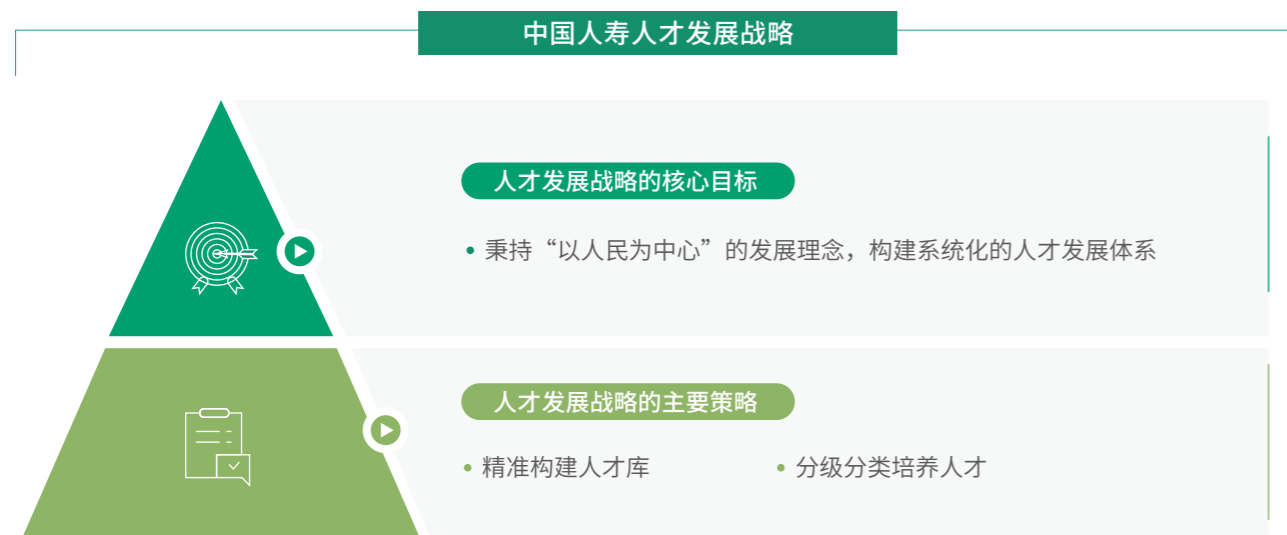 中国人寿人才发展战略
人才发展战略的核心目标
• 秉持“以人民为中心”的发展理念，构建系统化的人才发展体系
人才发展战略的主要策略
• 精准构建人才库 • 分级分类培养人才